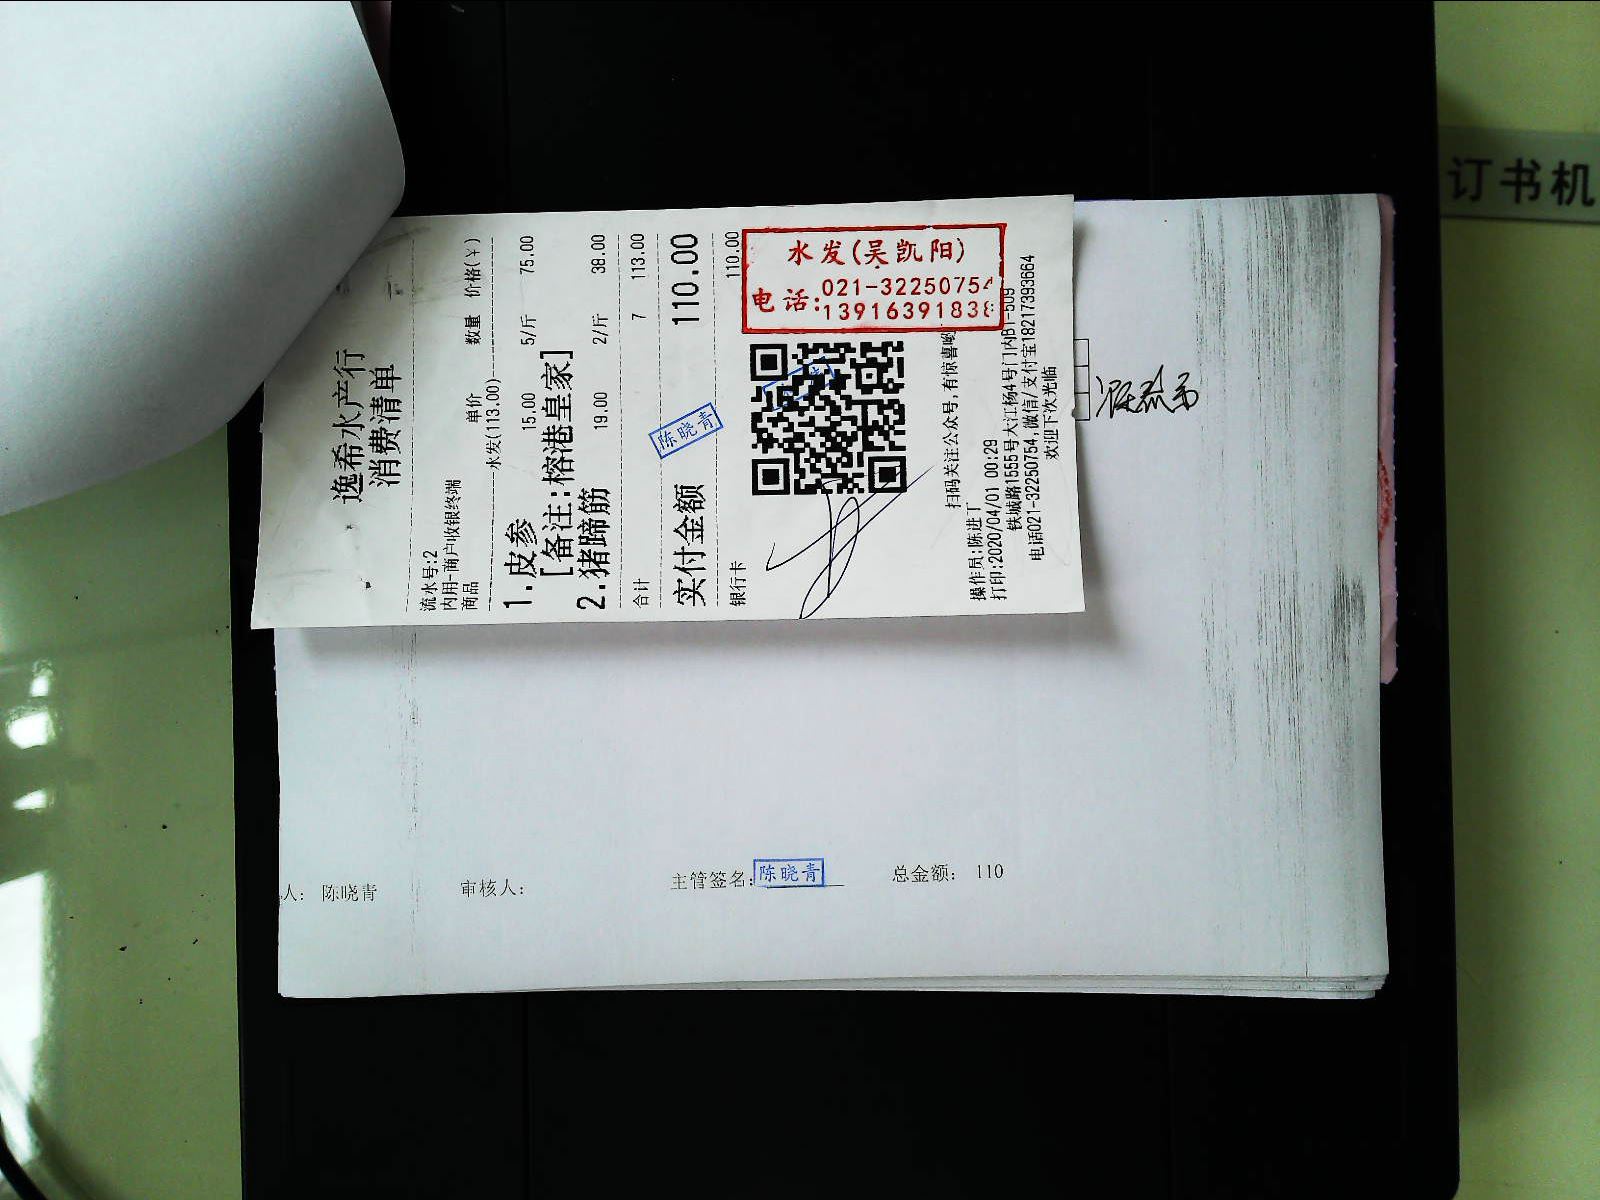 逸希水产行
消费清单
流水号:2
内用-商户收银终端
商品 单价 数量 价格(¥)
水发(113.00)
1.皮参 15.00 5/斤 75.00
[备注:榕港皇家]
2.猪蹄筋 19.00 2/斤 38.00
合计 7 113.00
实付金额 110.00
银行卡 110.00
陈晓青
水发(吴凯阳)
电话:021-32250754
13916391838
扫码关注公众号,有惊喜哟
操作员:陈进丁
打印:2020/04/01 00:29
铁城路1555号大江杨4号门内B1-509
电话021-32250754,微信/支付宝18217393664
欢迎下次光临
人: 陈晓青 审核人: 主管签名: 陈晓青 总金额: 110
订书机